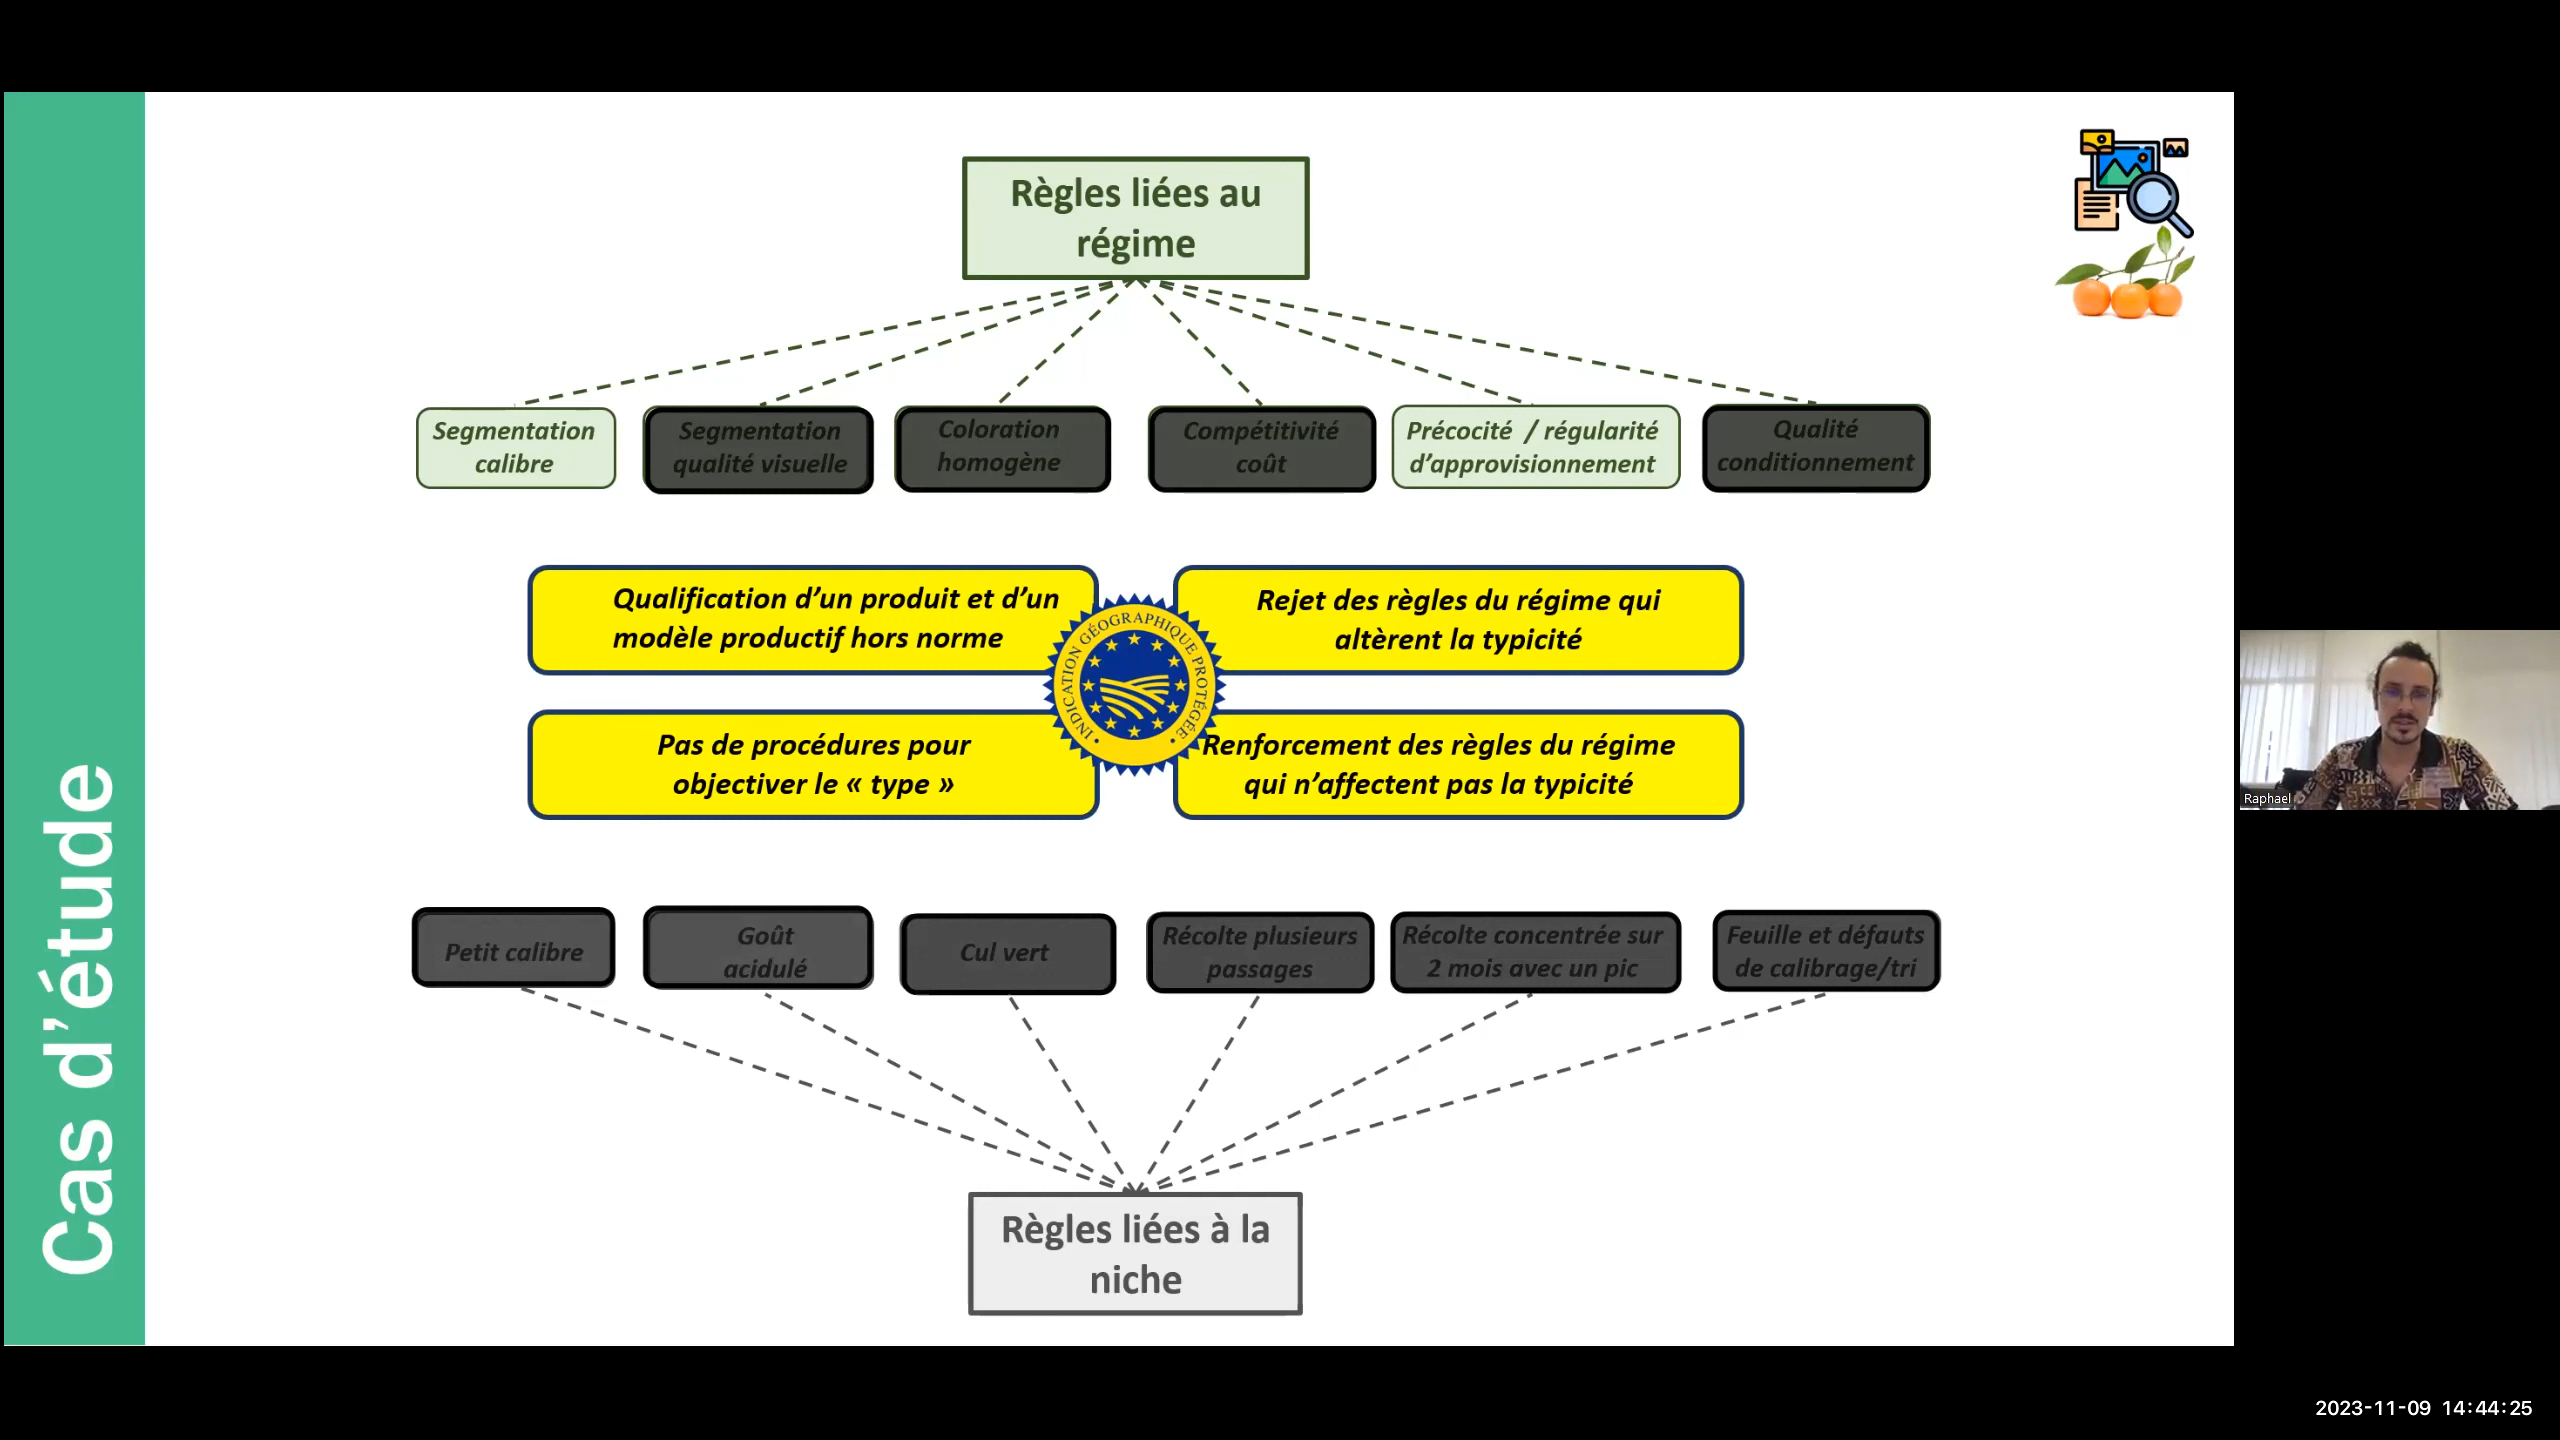 Cas d’étude
Règles liées au
régime
Segmentation
calibre
Segmentation
qualité visuelle
Coloration
homogène
Compétitivité
coût
Précocité / régularité
d’approvisionnement
Qualité
conditionnement
Qualification d’un produit et d’un
modèle productif hors norme
Rejet des règles du régime qui
altèrent la typicité
INDICATION GÉOGRAPHIQUE PROTÉGÉE
Pas de procédures pour
objectiver le « type »
Renforcement des règles du régime
qui n’affectent pas la typicité
Petit calibre
Goût
acidulé
Cul vert
Récolte plusieurs
passages
Récolte concentrée sur
2 mois avec un pic
Feuille et défauts
de calibrage/tri
Règles liées à la
niche
Raphael
2023-11-09 14:44:25